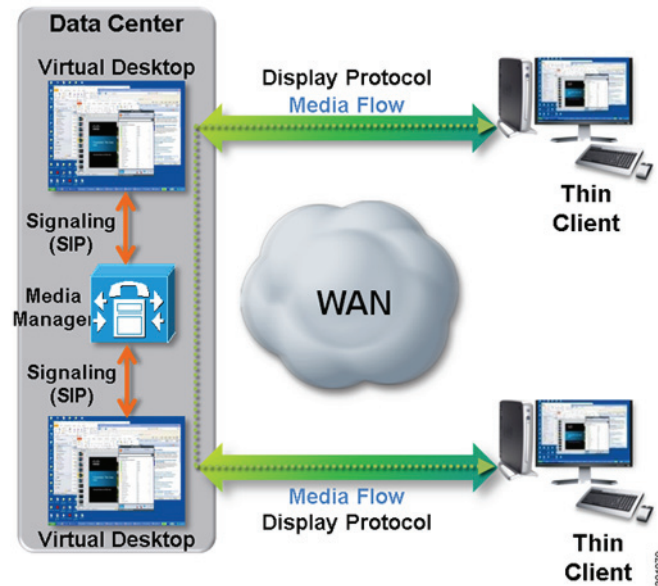 Data Center
Virtual Desktop
Display Protocol
Media Flow
Thin
Client
Signaling
(SIP)
Media
Manager
WAN
Signaling
(SIP)
Media Flow
Display Protocol
Virtual Desktop
Thin
Client